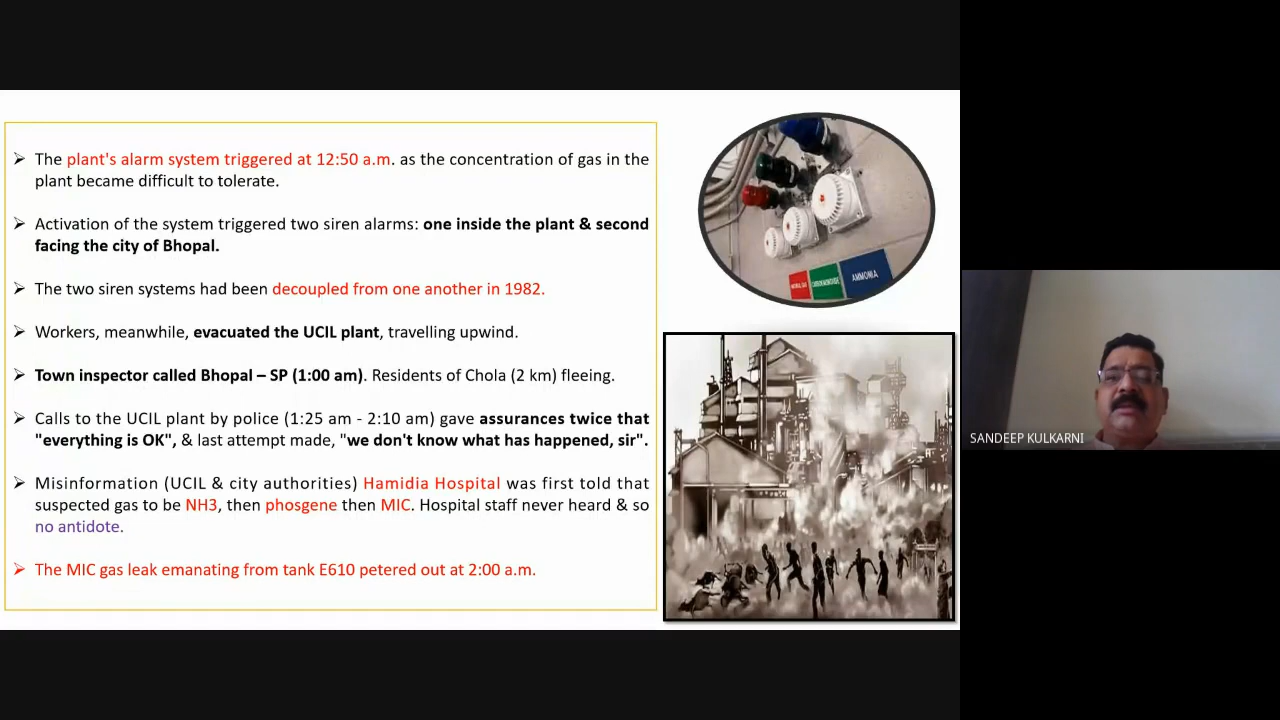 ➢ The plant's alarm system triggered at 12:50 a.m. as the concentration of gas in the
plant became difficult to tolerate.
➢ Activation of the system triggered two siren alarms: one inside the plant & second
facing the city of Bhopal.
➢ The two siren systems had been decoupled from one another in 1982.
➢ Workers, meanwhile, evacuated the UCIL plant, travelling upwind.
➢ Town inspector called Bhopal – SP (1:00 am). Residents of Chola (2 km) fleeing.
➢ Calls to the UCIL plant by police (1:25 am - 2:10 am) gave assurances twice that
"everything is OK", & last attempt made, "we don't know what has happened, sir".
➢ Misinformation (UCIL & city authorities) Hamidia Hospital was first told that
suspected gas to be NH3, then phosgene then MIC. Hospital staff never heard & so
no antidote.
➢ The MIC gas leak emanating from tank E610 petered out at 2:00 a.m.
AMMONIA
SANDEEP KULKARNI